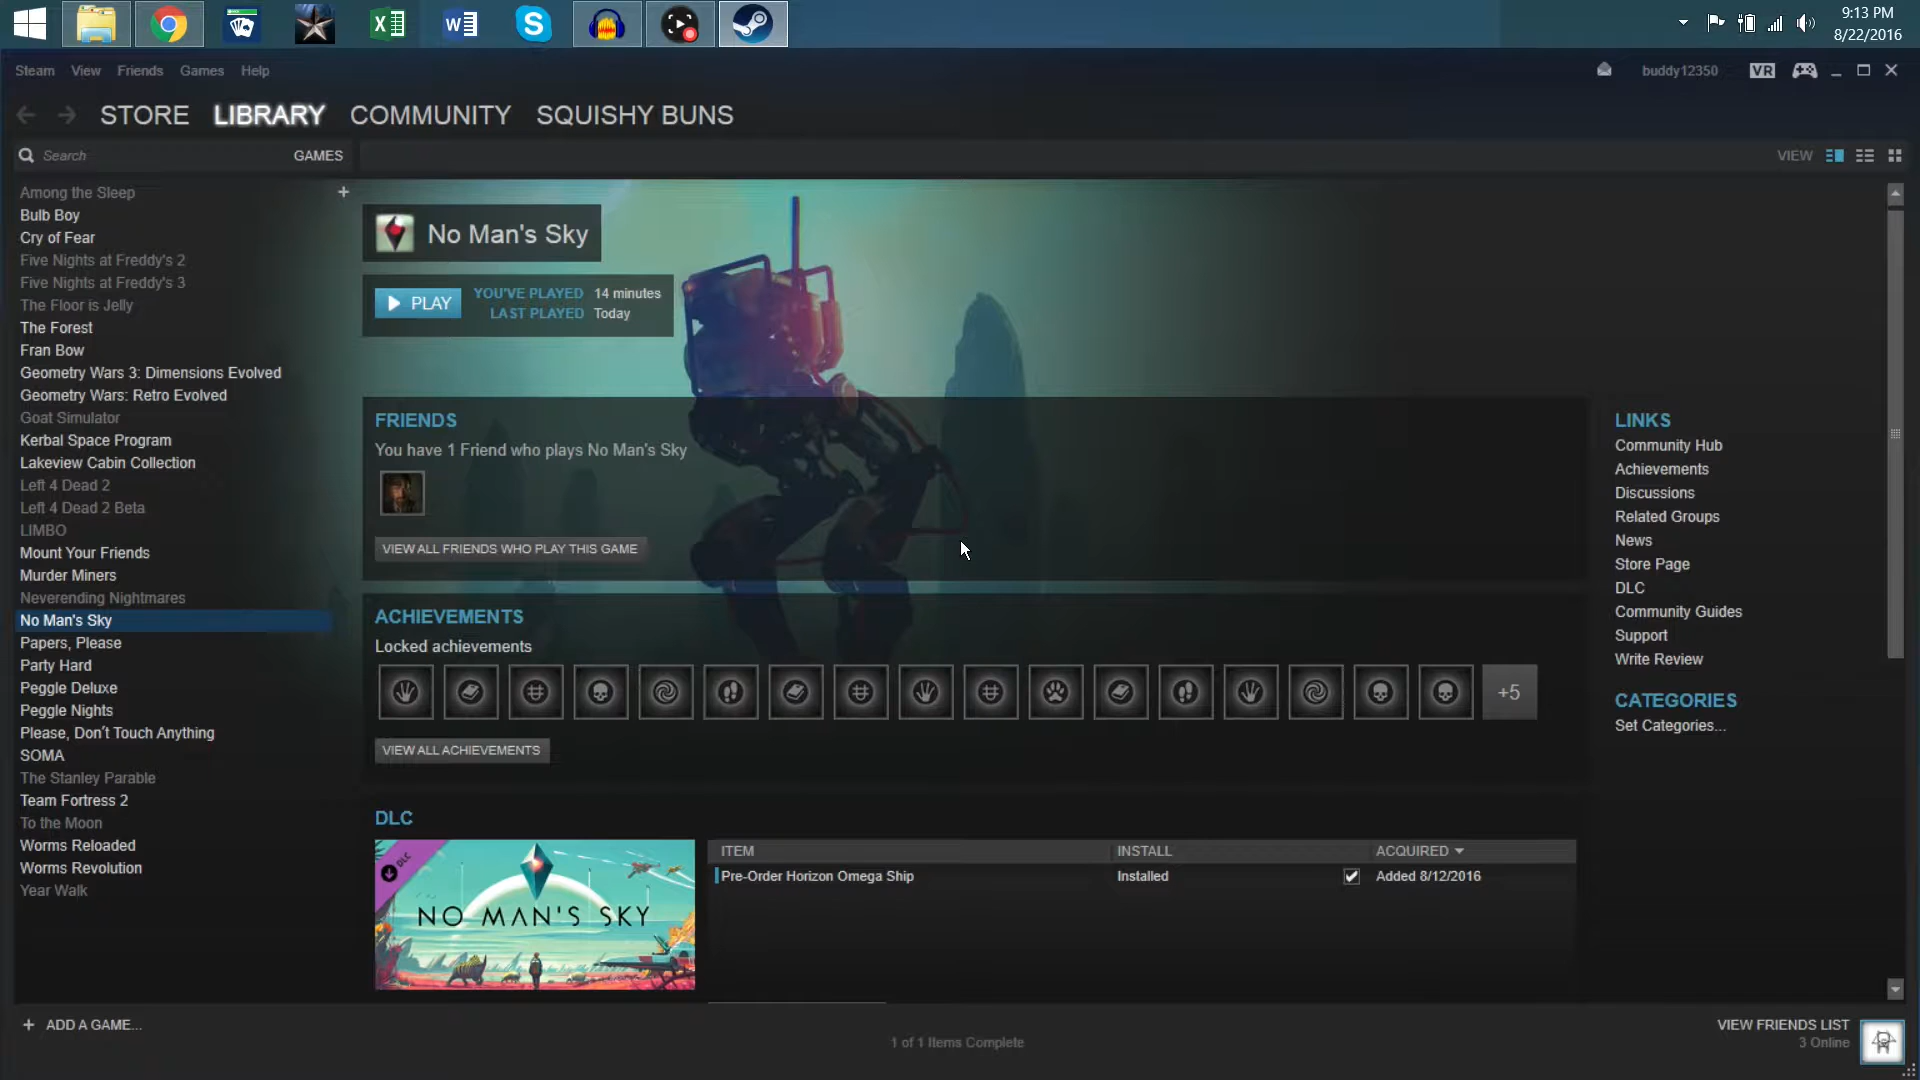 9:13 PM
8/22/2016
Steam View Friends Games Help
buddy12350 VR
STORE LIBRARY COMMUNITY SQUISHY BUNS
Search GAMES
VIEW
Among the Sleep
Bulb Boy
Cry of Fear
Five Nights at Freddy's 2
Five Nights at Freddy's 3
The Floor is Jelly
The Forest
Fran Bow
Geometry Wars 3: Dimensions Evolved
Geometry Wars: Retro Evolved
Goat Simulator
Kerbal Space Program
Lakeview Cabin Collection
Left 4 Dead 2
Left 4 Dead 2 Beta
LIMBO
Mount Your Friends
Murder Miners
Neverending Nightmares
No Man's Sky
Papers, Please
Party Hard
Peggle Deluxe
Peggle Nights
Please, Don't Touch Anything
SOMA
The Stanley Parable
Team Fortress 2
To the Moon
Worms Reloaded
Worms Revolution
Year Walk
No Man's Sky
PLAY YOU'VE PLAYED 14 minutes
LAST PLAYED Today
FRIENDS
You have 1 Friend who plays No Man's Sky
VIEW ALL FRIENDS WHO PLAY THIS GAME
ACHIEVEMENTS
Locked achievements
+5
VIEW ALL ACHIEVEMENTS
DLC
DLC
NO MAN'S SKY
ITEM INSTALL ACQUIRED
Pre-Order Horizon Omega Ship Installed Added 8/12/2016
LINKS
Community Hub
Achievements
Discussions
Related Groups
News
Store Page
DLC
Community Guides
Support
Write Review
CATEGORIES
Set Categories...
+ ADD A GAME...
1 of 1 Items Complete
VIEW FRIENDS LIST
3 Online